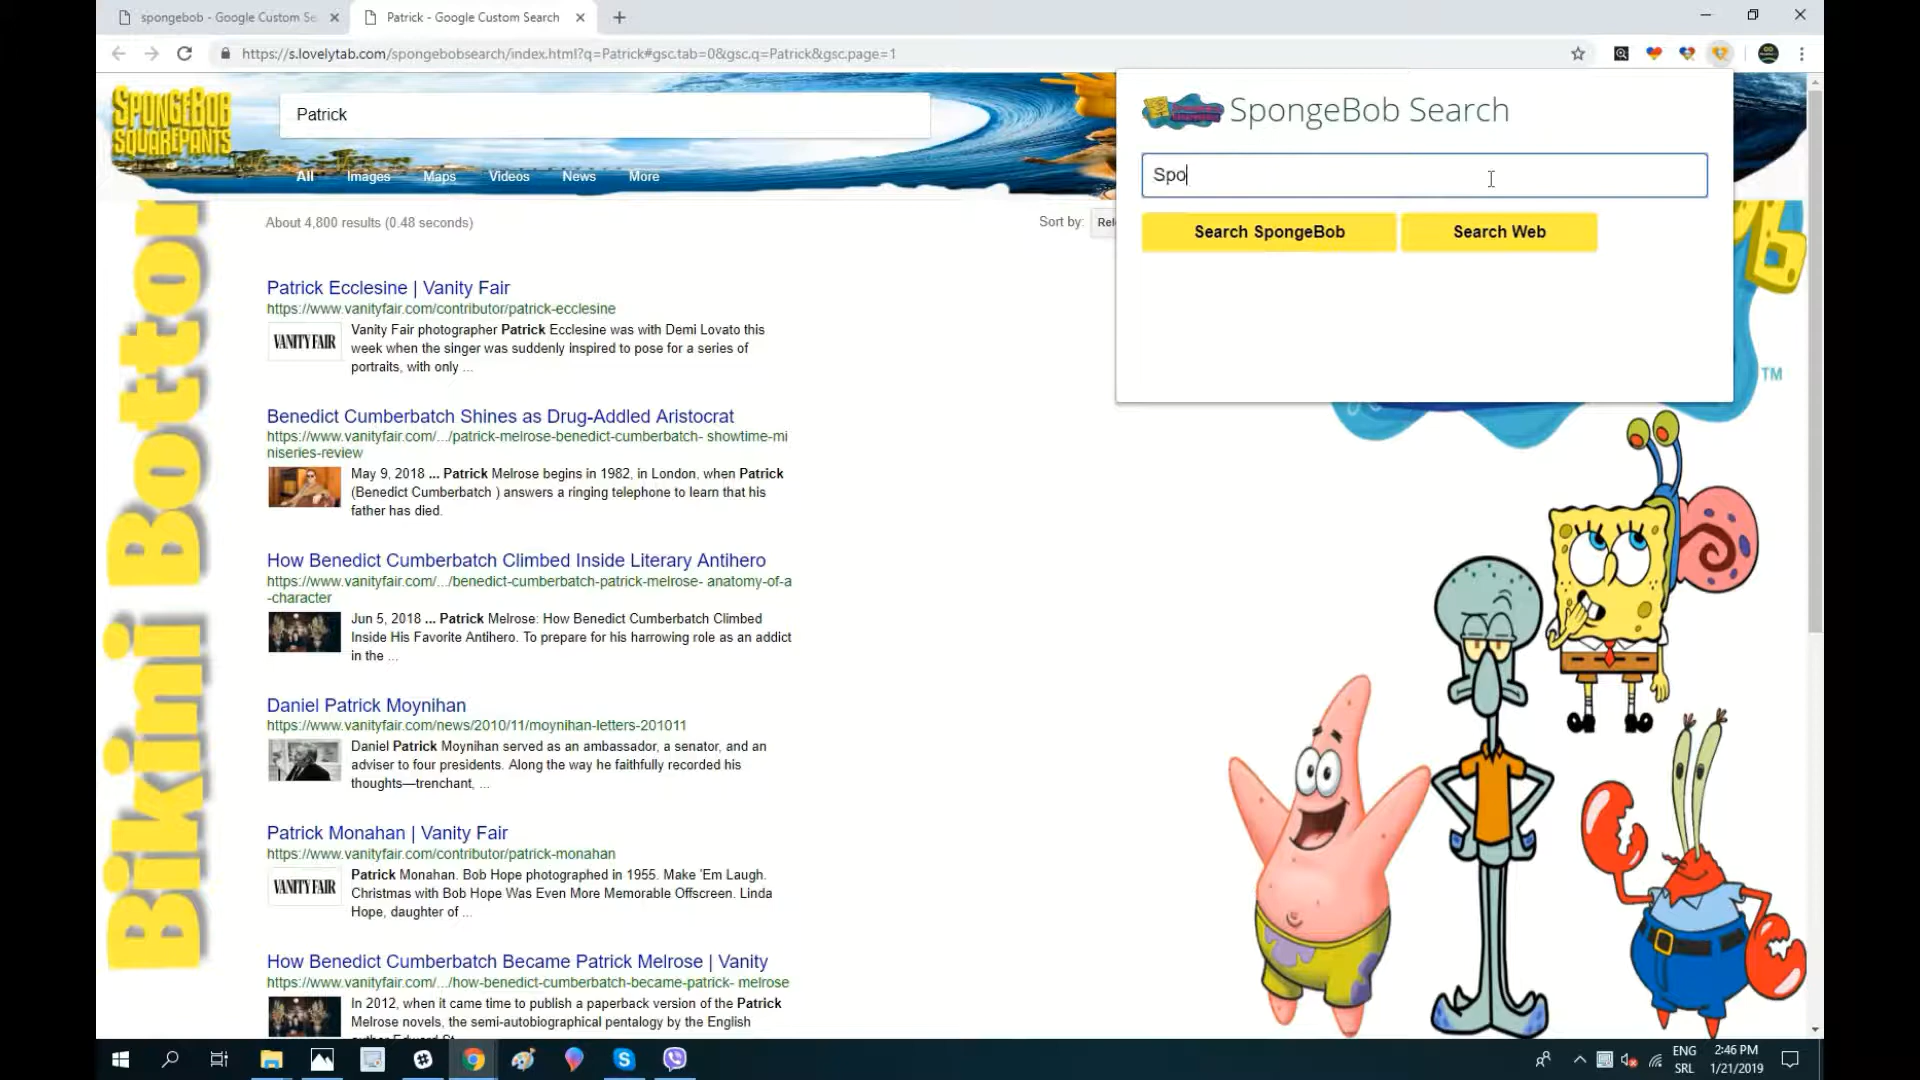 spongebob - Google Custom Se
Patrick - Google Custom Search
https://s.lovelytab.com/spongebobsearch/index.html?q=Patrick#gsc.tab=0&gsc.q=Patrick&gsc.page=1
SPONGEBOB
SQUAREPANTS
Patrick
All Images Maps Videos News More
SpongeBob Search
Spo
Search SpongeBob Search Web
About 4,800 results (0.48 seconds)
Sort by: Rel
Bikini Bottom
TM
Patrick Ecclesine | Vanity Fair
https://www.vanityfair.com/contributor/patrick-ecclesine
VANITY FAIR
Vanity Fair photographer Patrick Ecclesine was with Demi Lovato this
week when the singer was suddenly inspired to pose for a series of
portraits, with only ...
Benedict Cumberbatch Shines as Drug-Addled Aristocrat
https://www.vanityfair.com/.../patrick-melrose-benedict-cumberbatch- showtime-mi
niseries-review
May 9, 2018 ... Patrick Melrose begins in 1982, in London, when Patrick
(Benedict Cumberbatch ) answers a ringing telephone to learn that his
father has died.
How Benedict Cumberbatch Climbed Inside Literary Antihero
https://www.vanityfair.com/.../benedict-cumberbatch-patrick-melrose- anatomy-of-a
-character
Jun 5, 2018 ... Patrick Melrose: How Benedict Cumberbatch Climbed
Inside His Favorite Antihero. To prepare for his harrowing role as an addict
in the ...
Daniel Patrick Moynihan
https://www.vanityfair.com/news/2010/11/moynihan-letters-201011
Daniel Patrick Moynihan served as an ambassador, a senator, and an
adviser to four presidents. Along the way he faithfully recorded his
thoughts—trenchant, ...
Patrick Monahan | Vanity Fair
https://www.vanityfair.com/contributor/patrick-monahan
VANITY FAIR
Patrick Monahan. Bob Hope photographed in 1955. Make 'Em Laugh.
Christmas with Bob Hope Was Even More Memorable Offscreen. Linda
Hope, daughter of ...
How Benedict Cumberbatch Became Patrick Melrose | Vanity
https://www.vanityfair.com/.../how-benedict-cumberbatch-became-patrick- melrose
In 2012, when it came time to publish a paperback version of the Patrick
Melrose novels, the semi-autobiographical pentalogy by the English
ENG
SRL
2:46 PM
1/21/2019